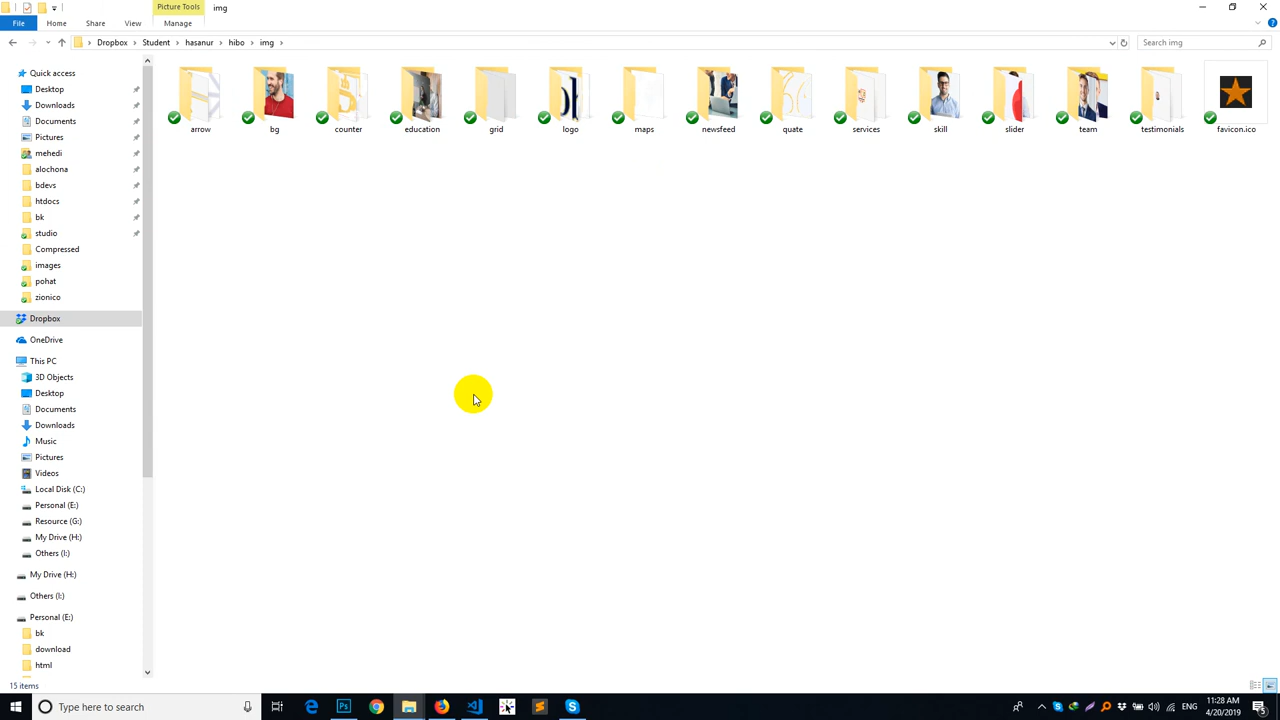 Picture Tools
img
File
Home
Share
View
Manage
Dropbox
Student
hasanur
hibo
img
Search img
Quick access
Desktop
Downloads
Documents
Pictures
mehedi
alochona
bdevs
htdocs
bk
studio
Compressed
images
pohat
zionico
Dropbox
OneDrive
This PC
3D Objects
Desktop
Documents
Downloads
Music
Pictures
Videos
Local Disk (C:)
Personal (E:)
Resource (G:)
My Drive (H:)
Others (I:)
My Drive (H:)
Others (I:)
Personal (E:)
bk
download
html
arrow
bg
counter
education
grid
logo
maps
newsfeed
quate
services
skill
slider
team
testimonials
favicon.ico
15 items
Type here to search
Ps
ENG
11:28 AM
4/20/2019
5